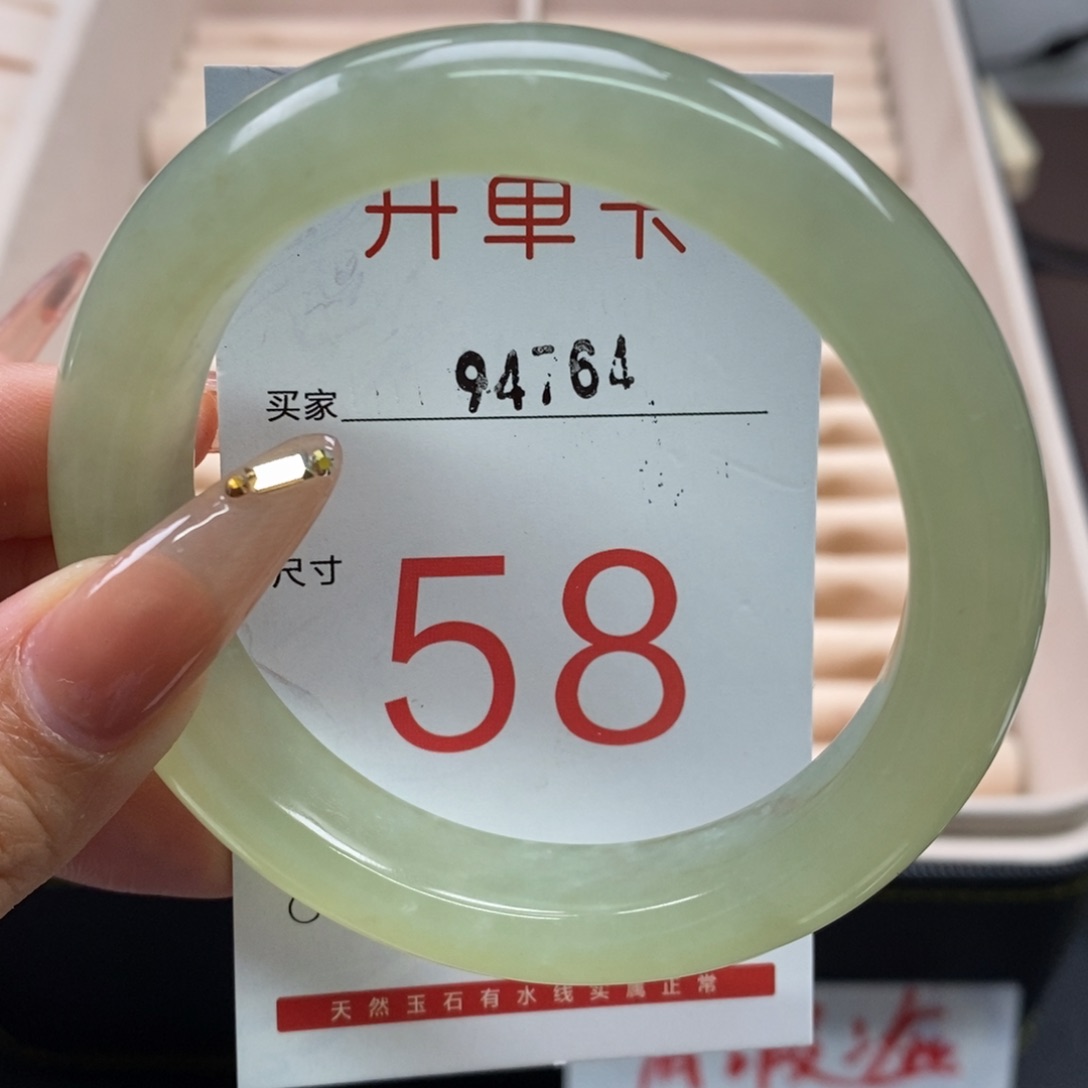 开单卡
买家 94764
尺寸 58
天然玉石有水线实属正常